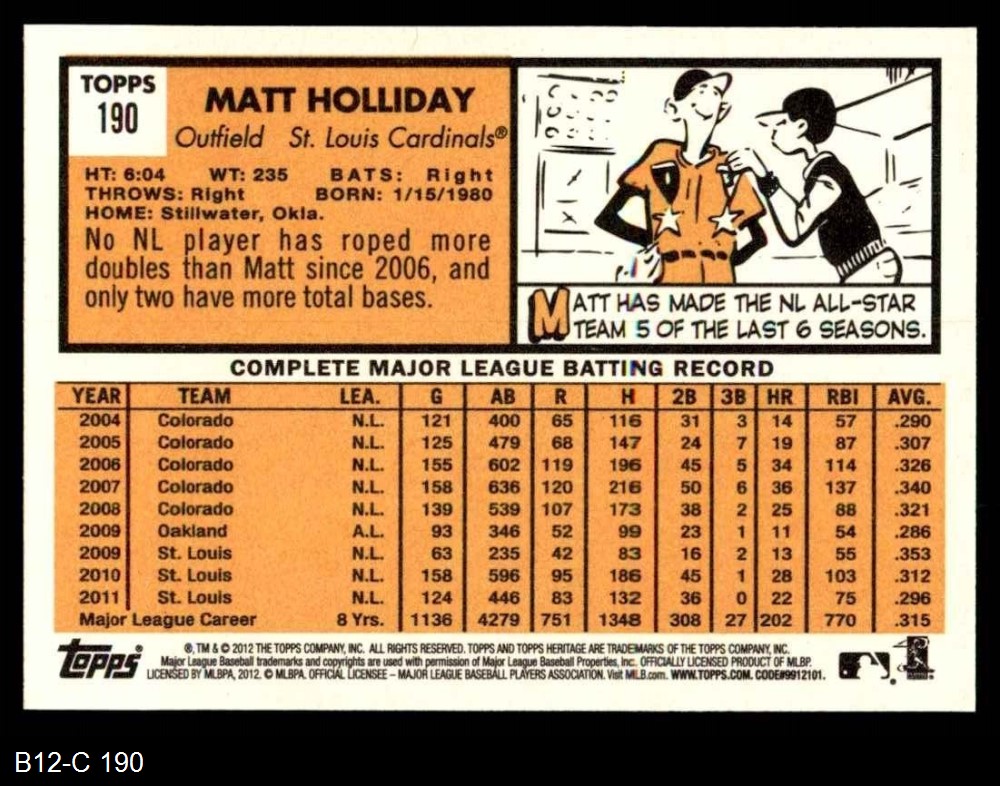 TOPPS
190
MATT HOLLIDAY
Outfield St. Louis Cardinals®
HT: 6:04 WT: 235 BATS: Right
THROWS: Right BORN: 1/15/1980
HOME: Stillwater, Okla.
No NL player has roped more
doubles than Matt since 2006, and
only two have more total bases.
MATT HAS MADE THE NL ALL-STAR
TEAM 5 OF THE LAST 6 SEASONS.
COMPLETE MAJOR LEAGUE BATTING RECORD
YEAR TEAM LEA. G AB R H 2B 3B HR RBI AVG.
2004 Colorado N.L. 121 400 65 116 31 3 14 57 .290
2005 Colorado N.L. 125 479 68 147 24 7 19 87 .307
2006 Colorado N.L. 155 602 119 196 45 5 34 114 .326
2007 Colorado N.L. 158 636 120 216 50 6 36 137 .340
2008 Colorado N.L. 139 539 107 173 38 2 25 88 .321
2009 Oakland A.L. 93 346 52 99 23 1 11 54 .286
2009 St. Louis N.L. 63 235 42 83 16 2 13 55 .353
2010 St. Louis N.L. 158 596 95 186 45 1 28 103 .312
2011 St. Louis N.L. 124 446 83 132 36 0 22 75 .296
Major League Career 8 Yrs. 1136 4279 751 1348 308 27 202 770 .315
Topps®
®, TM & © 2012 THE TOPPS COMPANY, INC. ALL RIGHTS RESERVED. TOPPS AND TOPPS HERITAGE ARE TRADEMARKS OF THE TOPPS COMPANY, INC.
Major League Baseball trademarks and copyrights are used with permission of Major League Baseball Properties, Inc. OFFICIALLY LICENSED PRODUCT OF MLBP.
LICENSED BY MLBPA, 2012. © MLBPA. OFFICIAL LICENSEE – MAJOR LEAGUE BASEBALL PLAYERS ASSOCIATION. Visit MLB.com. WWW.TOPPS.COM. CODE#9912101.
B12-C 190